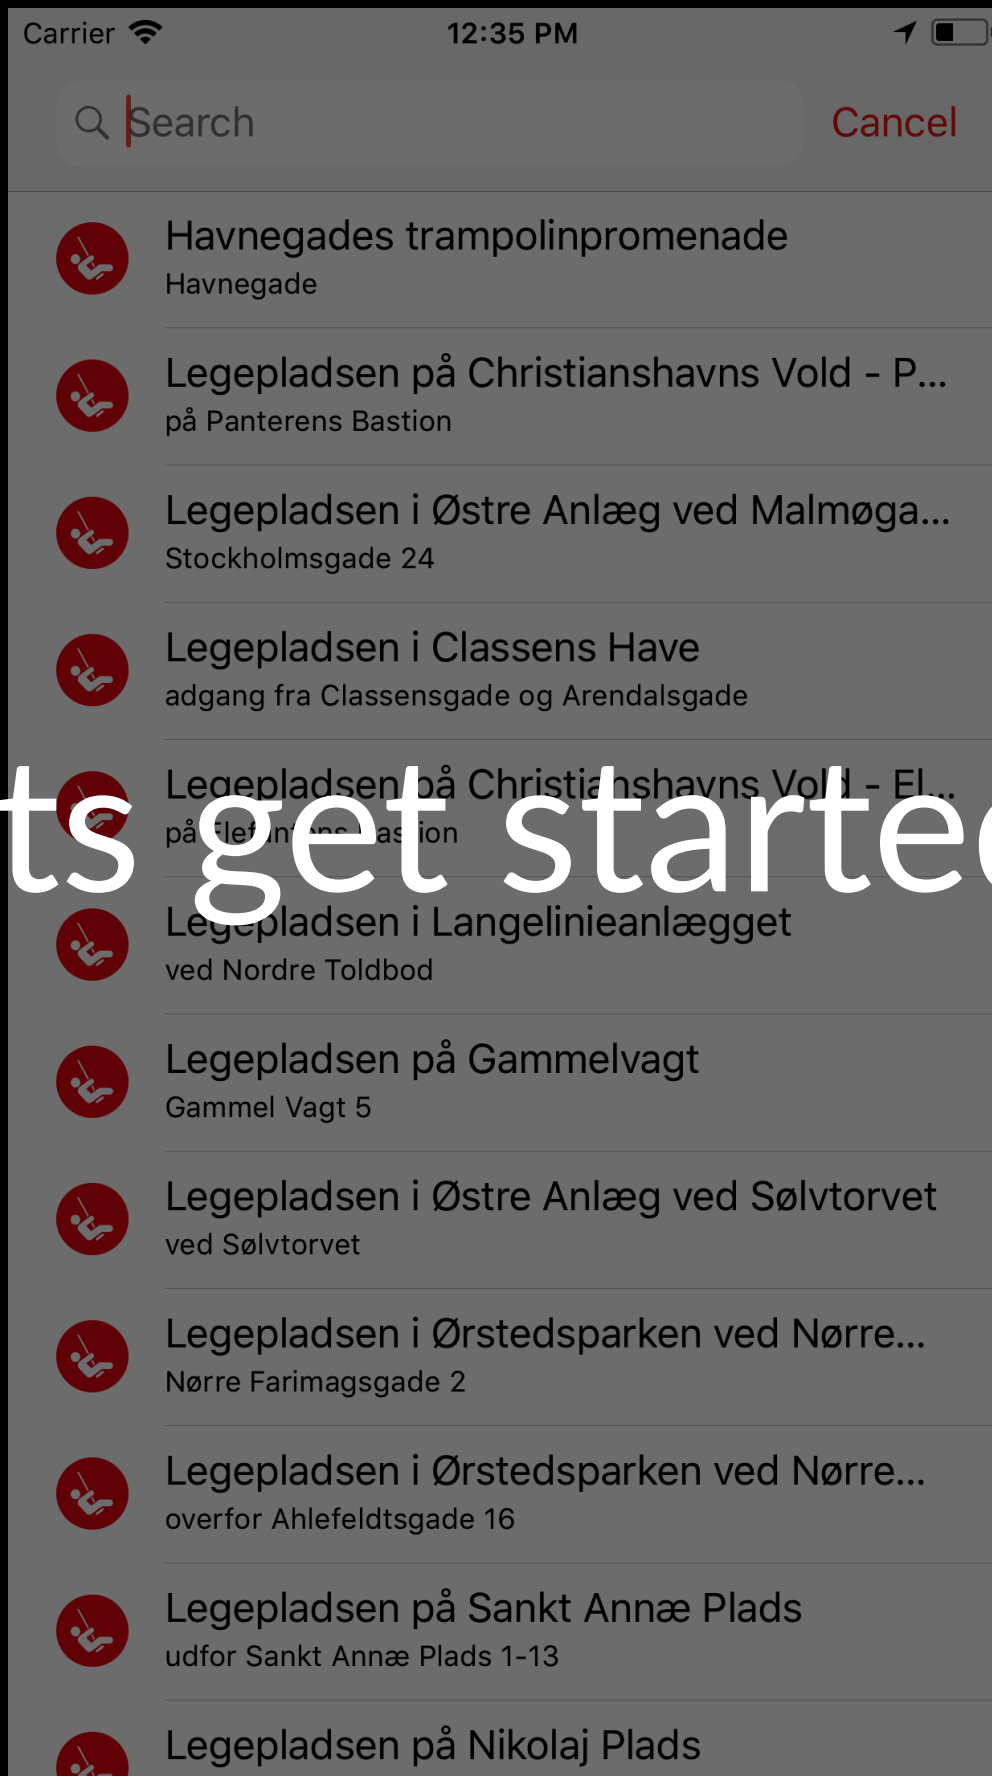 Carrier 12:35 PM
Search Cancel
Havnegades trampolinpromenade
Havnegade
Legepladsen på Christianshavns Vold - P...
på Panterens Bastion
Legepladsen i Østre Anlæg ved Malmøga...
Stockholmsgade 24
Legepladsen i Classens Have
adgang fra Classensgade og Arendalsgade
Legepladsen på Christianshavns Vold - El...
ts get started
på Elefantens Bastion
Legepladsen i Langelinieanlægget
ved Nordre Toldbod
Legepladsen på Gammelvagt
Gammel Vagt 5
Legepladsen i Østre Anlæg ved Sølvtorvet
ved Sølvtorvet
Legepladsen i Ørstedsparken ved Nørre...
Nørre Farimagsgade 2
Legepladsen i Ørstedsparken ved Nørre...
overfor Ahlefeldtsgade 16
Legepladsen på Sankt Annæ Plads
udfor Sankt Annæ Plads 1-13
Legepladsen på Nikolaj Plads